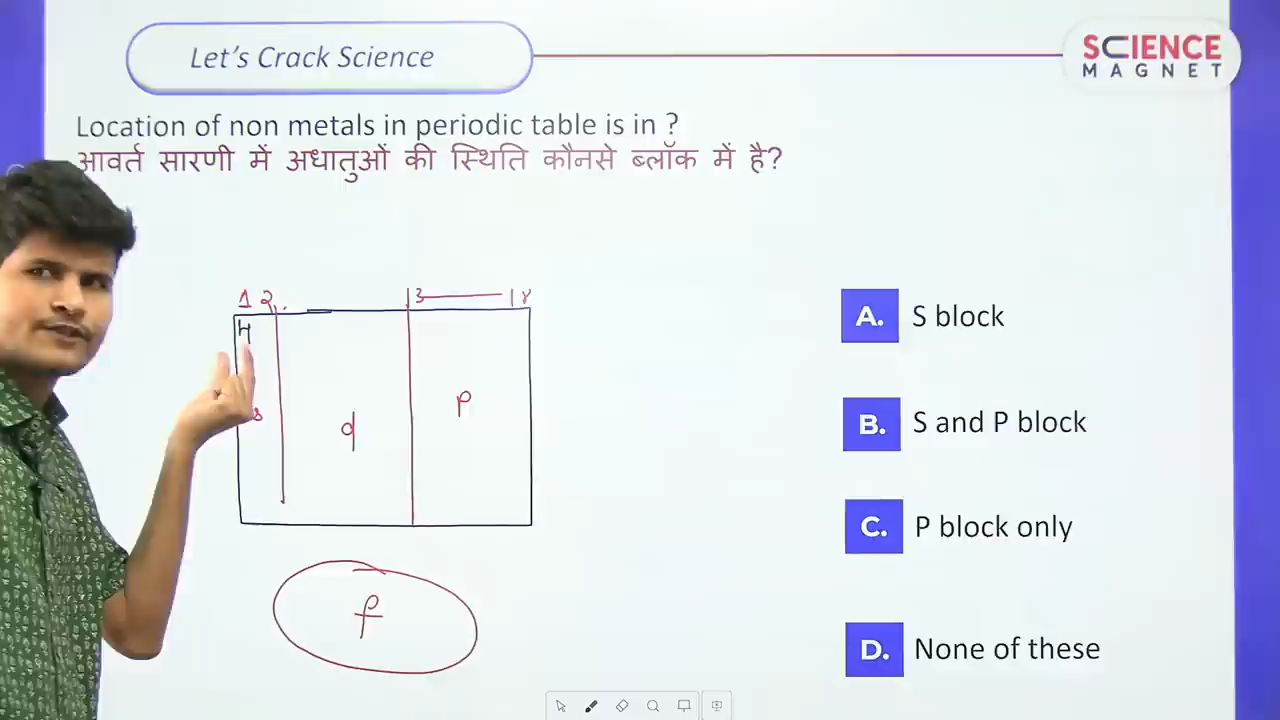 Let's Crack Science
SCIENCE
MAGNET
Location of non metals in periodic table is in ?
आवर्त सारणी में अधातुओं की स्थिति कौनसे ब्लॉक में है?
1 2 13 18
H
s
d
p
f
A. S block
B. S and P block
C. P block only
D. None of these